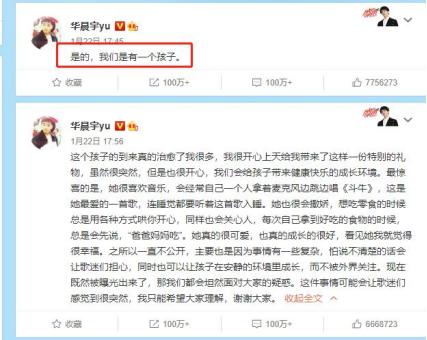 华晨宇yu
1月22日 17:45
是的，我们是有一个孩子。
收藏 100万+ 100万+ 7756273
华晨宇yu
1月22日 17:56
这个孩子的到来真的治愈了我很多，我很开心上天给我带来了这样一份特别的礼
物，虽然很突然，但是也很开心，我们会给孩子带来健康快乐的成长环境。最惊
喜的是，她很喜欢音乐，会经常自己一个人拿着麦克风边跳边唱《斗牛》，这是
她最爱的一首歌，连睡觉都要听着这首歌入睡。她也很会撒娇，想吃零食的时候
总是用各种方式哄你开心，同样也会关心人，每次自己拿到好吃的食物的时候，
总是会先说，“爸爸妈妈吃”。她真的很可爱，也真的成长的很好，看见她我就觉得
很幸福。之所以一直不公开，主要也是因为事情有一些复杂，怕说不清楚的话会
让歌迷们担心，同时也可以让孩子在安静的环境里成长，而不被外界关注。现在
既然被曝光出来了，那我们都会坦然面对大家的疑惑。这件事情可能会让歌迷们
感觉到很突然，我只能希望大家理解，谢谢大家。 收起全文
收藏 100万+ 100万+ 6668723